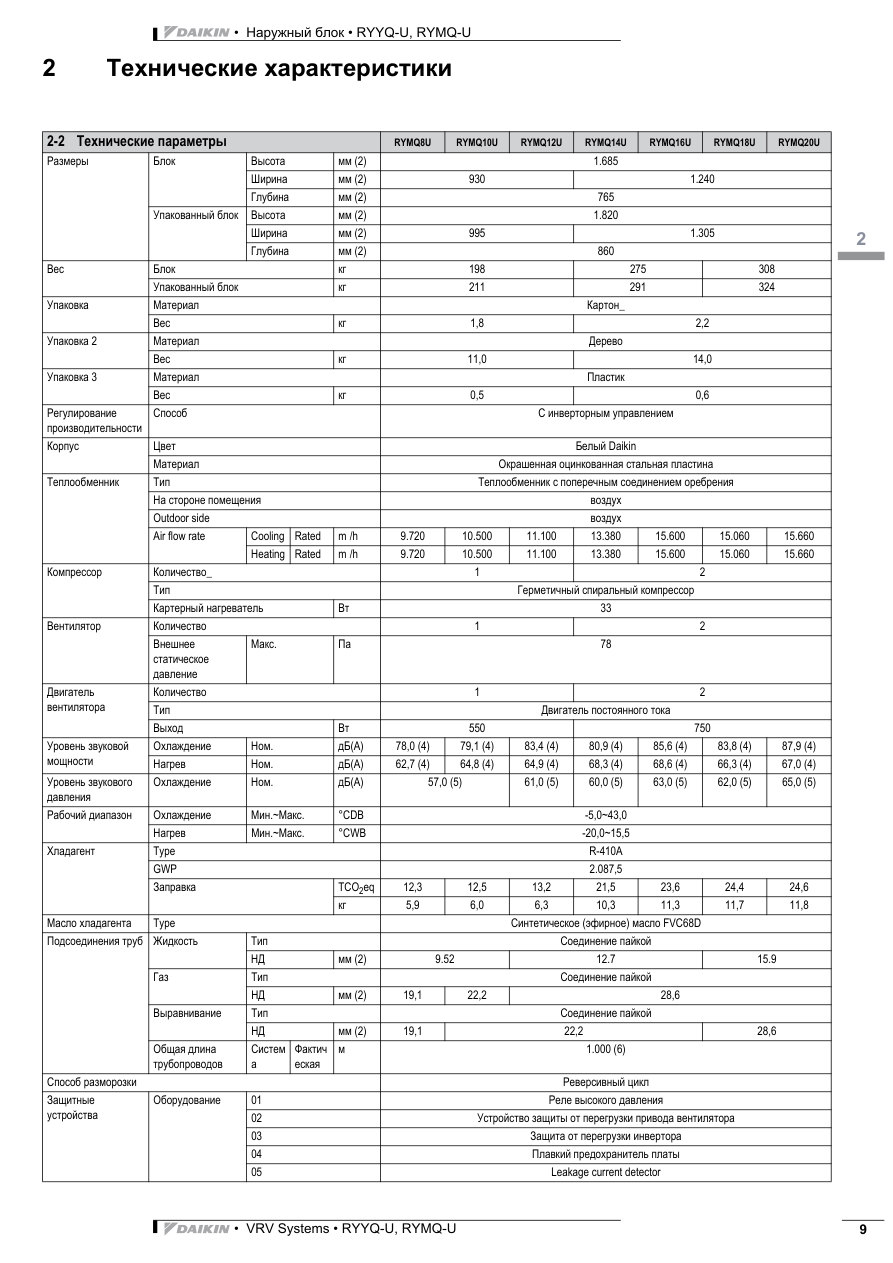 DAIKIN • Наружный блок • RYYQ-U, RYMQ-U
2 Технические характеристики
2-2 Технические параметры RYMQ8U RYMQ10U RYMQ12U RYMQ14U RYMQ16U RYMQ18U RYMQ20U
Размеры Блок Высота мм (2) 1.685
Ширина мм (2) 930 1.240
Глубина мм (2) 765
Упакованный блок Высота мм (2) 1.820
Ширина мм (2) 995 1.305
2
Глубина мм (2) 860
Вес Блок кг 198 275 308
Упакованный блок кг 211 291 324
Упаковка Материал Картон_
Вес кг 1,8 2,2
Упаковка 2 Материал Дерево
Вес кг 11,0 14,0
Упаковка 3 Материал Пластик
Вес кг 0,5 0,6
Регулирование Способ С инверторным управлением
производительности
Корпус Цвет Белый Daikin
Материал Окрашенная оцинкованная стальная пластина
Теплообменник Тип Теплообменник с поперечным соединением оребрения
На стороне помещения воздух
Outdoor side воздух
Air flow rate Cooling Rated m /h 9.720 10.500 11.100 13.380 15.600 15.060 15.660
Heating Rated m /h 9.720 10.500 11.100 13.380 15.600 15.060 15.660
Компрессор Количество_ 1 2
Тип Герметичный спиральный компрессор
Картерный нагреватель Вт 33
Вентилятор Количество 1 2
Внешнее Макс. Па 78
статическое
давление
Двигатель Количество 1 2
вентилятора Тип Двигатель постоянного тока
Выход Вт 550 750
Уровень звуковой Охлаждение Ном. дБ(А) 78,0 (4) 79,1 (4) 83,4 (4) 80,9 (4) 85,6 (4) 83,8 (4) 87,9 (4)
мощности Нагрев Ном. дБ(А) 62,7 (4) 64,8 (4) 64,9 (4) 68,3 (4) 68,6 (4) 66,3 (4) 67,0 (4)
Уровень звукового Охлаждение Ном. дБ(А) 57,0 (5) 61,0 (5) 60,0 (5) 63,0 (5) 62,0 (5) 65,0 (5)
давления
Рабочий диапазон Охлаждение Мин.~Макс. °CDB -5,0~43,0
Нагрев Мин.~Макс. °CWB -20,0~15,5
Хладагент Type R-410A
GWP 2.087,5
Заправка TCO2eq 12,3 12,5 13,2 21,5 23,6 24,4 24,6
кг 5,9 6,0 6,3 10,3 11,3 11,7 11,8
Масло хладагента Type Синтетическое (эфирное) масло FVC68D
Подсоединения труб Жидкость Тип Соединение пайкой
НД мм (2) 9.52 12.7 15.9
Газ Тип Соединение пайкой
НД мм (2) 19,1 22,2 28,6
Выравнивание Тип Соединение пайкой
НД мм (2) 19,1 22,2 28,6
Общая длина Систем Фактич м 1.000 (6)
трубопроводов а еская
Способ разморозки Реверсивный цикл
Защитные Оборудование 01 Реле высокого давления
устройства 02 Устройство защиты от перегрузки привода вентилятора
03 Защита от перегрузки инвертора
04 Плавкий предохранитель платы
05 Leakage current detector
DAIKIN • VRV Systems • RYYQ-U, RYMQ-U
9